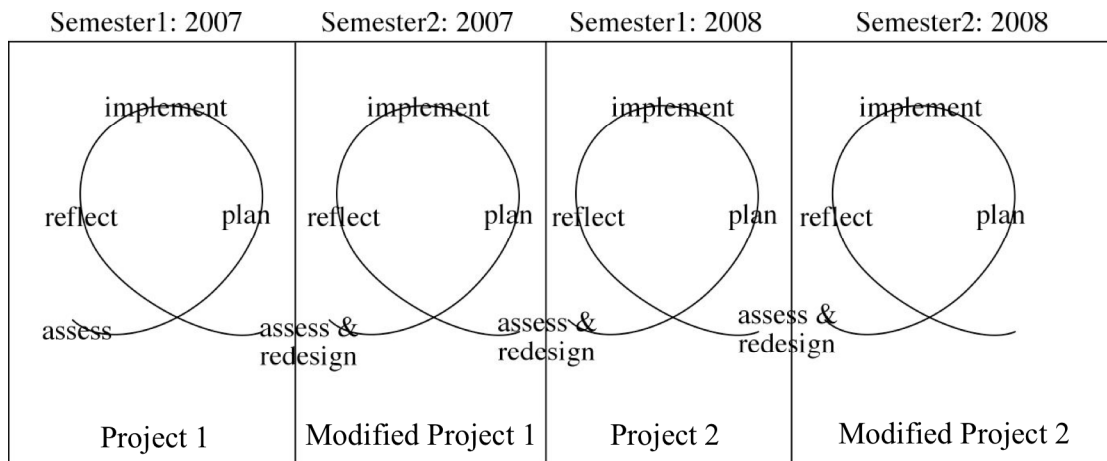 Semester1: 2007 Semester2: 2007 Semester1: 2008 Semester2: 2008
implement implement implement implement
reflect plan reflect plan reflect plan reflect plan
assess assess & assess & assess &
redesign redesign redesign
Project 1 Modified Project 1 Project 2 Modified Project 2